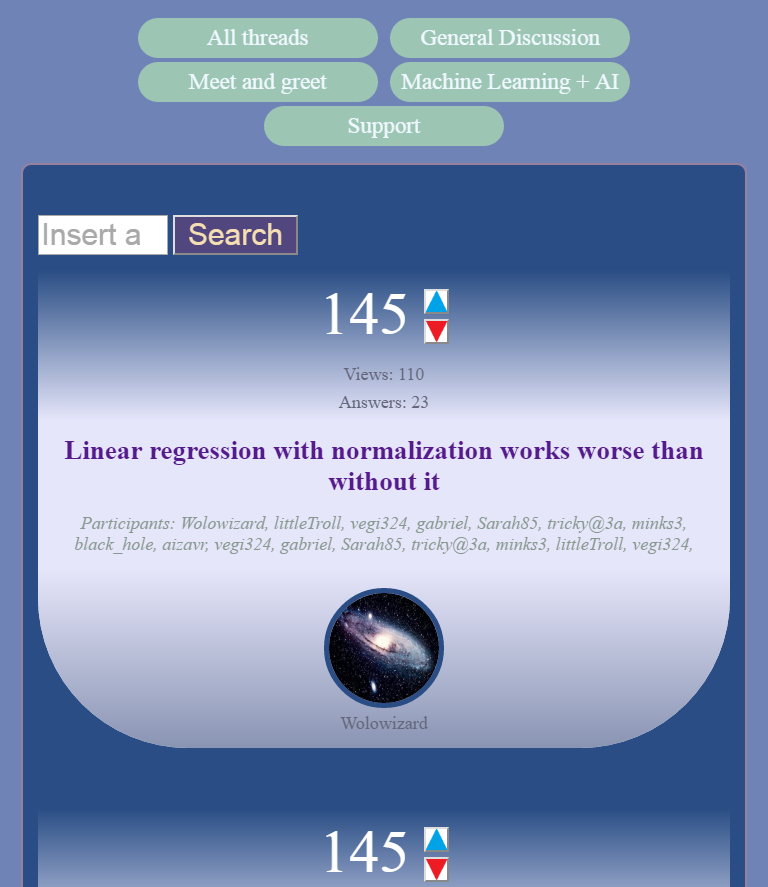 All threads
General Discussion
Meet and greet
Machine Learning + AI
Support
Insert a
Search
145
Views: 110
Answers: 23
Linear regression with normalization works worse than
without it
Participants: Wolowizard, littleTroll, vegi324, gabriel, Sarah85, tricky@3a, minks3,
black_hole, aizavr, vegi324, gabriel, Sarah85, tricky@3a, minks3, littleTroll, vegi324,
Wolowizard
145